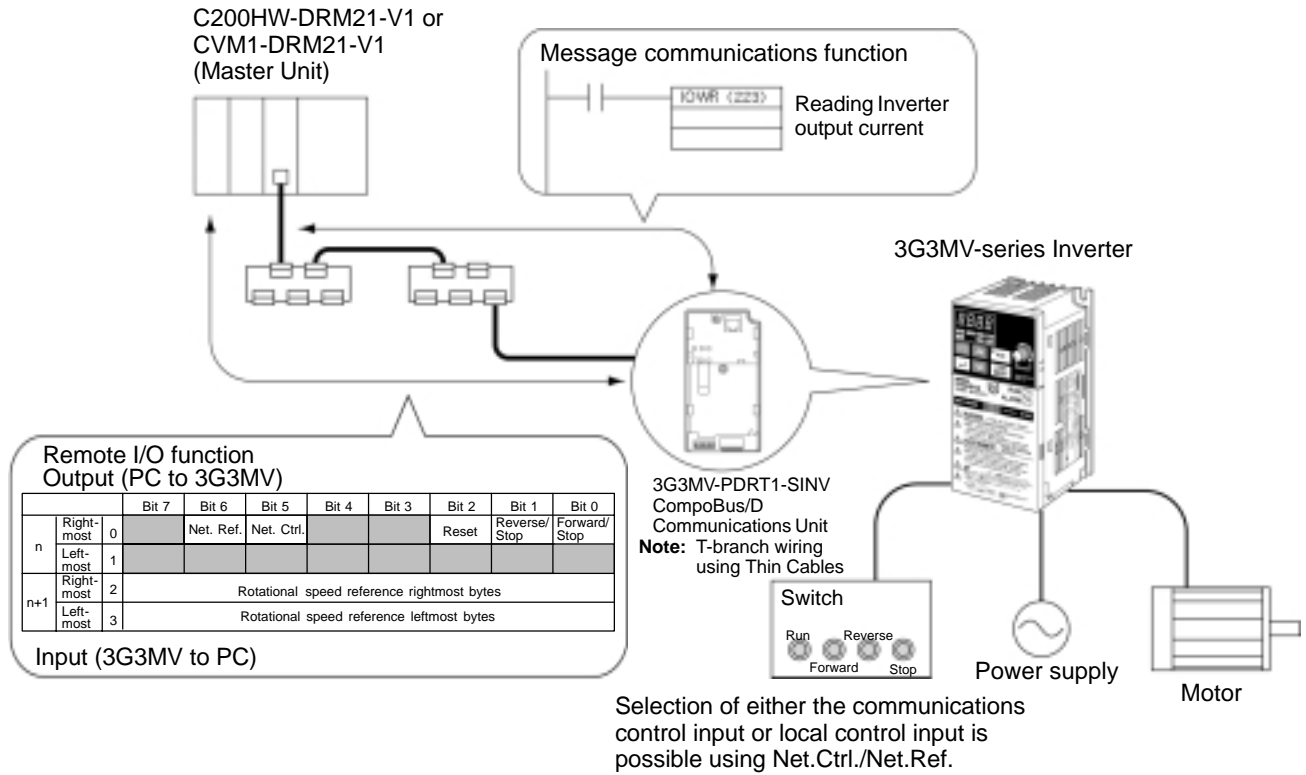 C200HW-DRM21-V1 or
CVM1-DRM21-V1
(Master Unit)
Message communications function
IOWR (223)
Reading Inverter
output current
3G3MV-series Inverter
Remote I/O function
Output (PC to 3G3MV)
Bit 7 Bit 6 Bit 5 Bit 4 Bit 3 Bit 2 Bit 1 Bit 0
n Right-most 0 Net. Ref. Net. Ctrl. Reset Reverse/Stop Forward/Stop
Left-most 1
n+1 Right-most 2 Rotational speed reference rightmost bytes
Left-most 3 Rotational speed reference leftmost bytes
Input (3G3MV to PC)
3G3MV-PDRT1-SINV
CompoBus/D
Communications Unit
Note: T-branch wiring
using Thin Cables
Switch
Run Reverse
Forward Stop
Power supply
Motor
Selection of either the communications
control input or local control input is
possible using Net.Ctrl./Net.Ref.